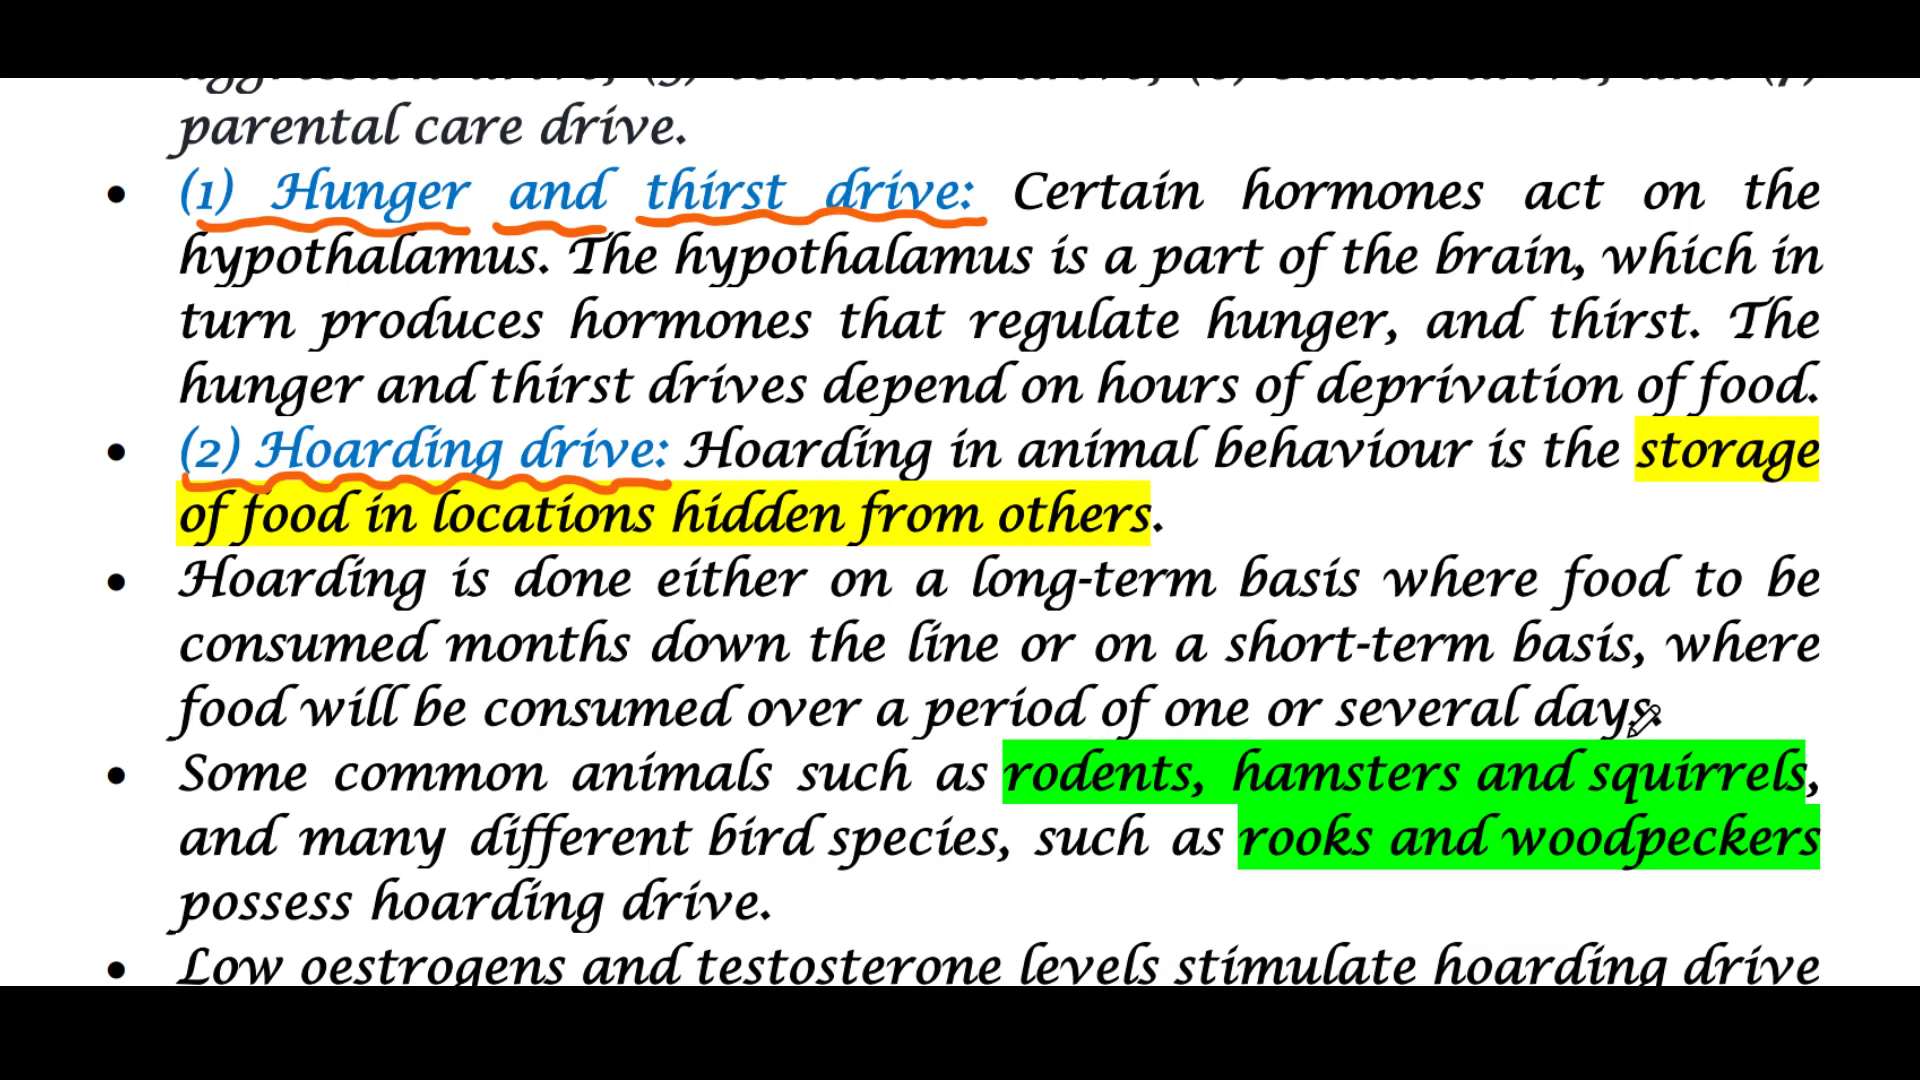 parental care drive.
• (1) Hunger and thirst drive: Certain hormones act on the
hypothalamus. The hypothalamus is a part of the brain, which in
turn produces hormones that regulate hunger, and thirst. The
hunger and thirst drives depend on hours of deprivation of food.
• (2) Hoarding drive: Hoarding in animal behaviour is the storage
of food in locations hidden from others.
• Hoarding is done either on a long-term basis where food to be
consumed months down the line or on a short-term basis, where
food will be consumed over a period of one or several days.
• Some common animals such as rodents, hamsters and squirrels,
and many different bird species, such as rooks and woodpeckers
possess hoarding drive.
• Low oestrogens and testosterone levels stimulate hoarding drive